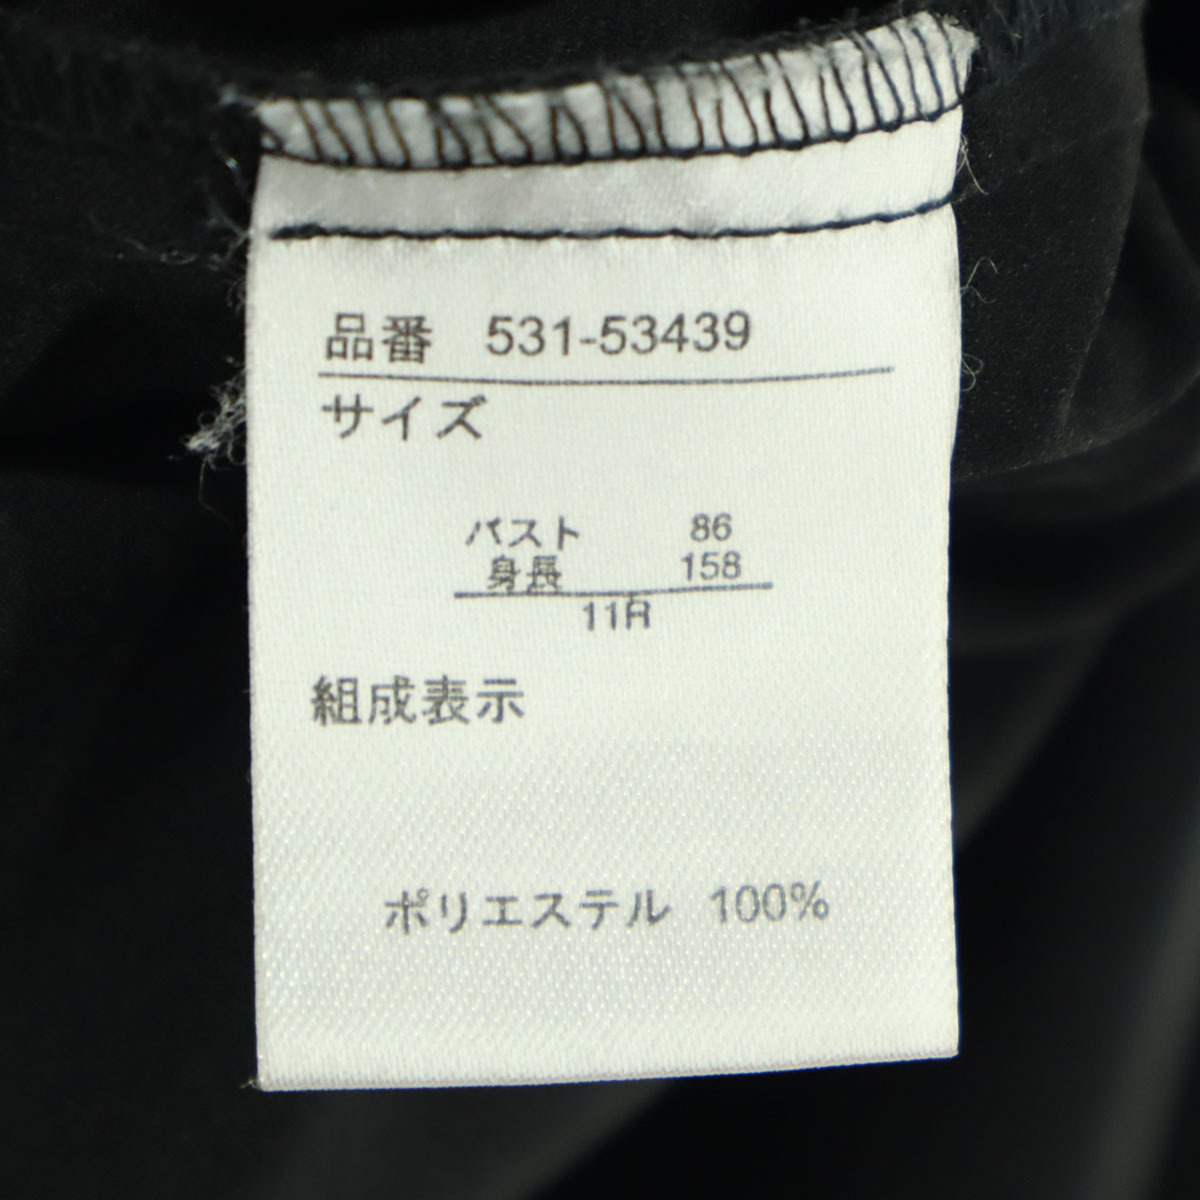 品番 531-53439
サイズ
バスト 86
身長 158
11R
組成表示
ポリエステル 100%